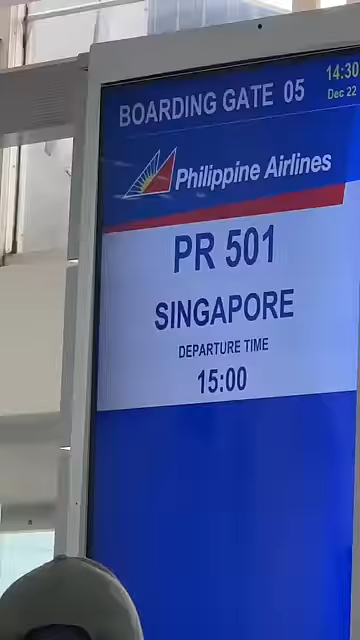 BOARDING GATE 05
14:30
Dec 22
Philippine Airlines
PR 501
SINGAPORE
DEPARTURE TIME
15:00